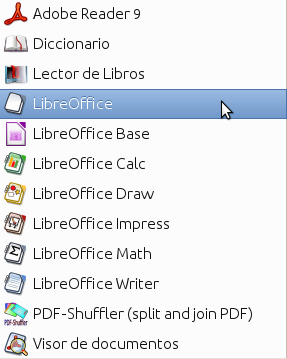 Adobe Reader 9
Diccionario
Lector de Libros
LibreOffice
LibreOffice Base
LibreOffice Calc
LibreOffice Draw
LibreOffice Impress
LibreOffice Math
LibreOffice Writer
PDF-Shuffler (split and join PDF)
Visor de documentos